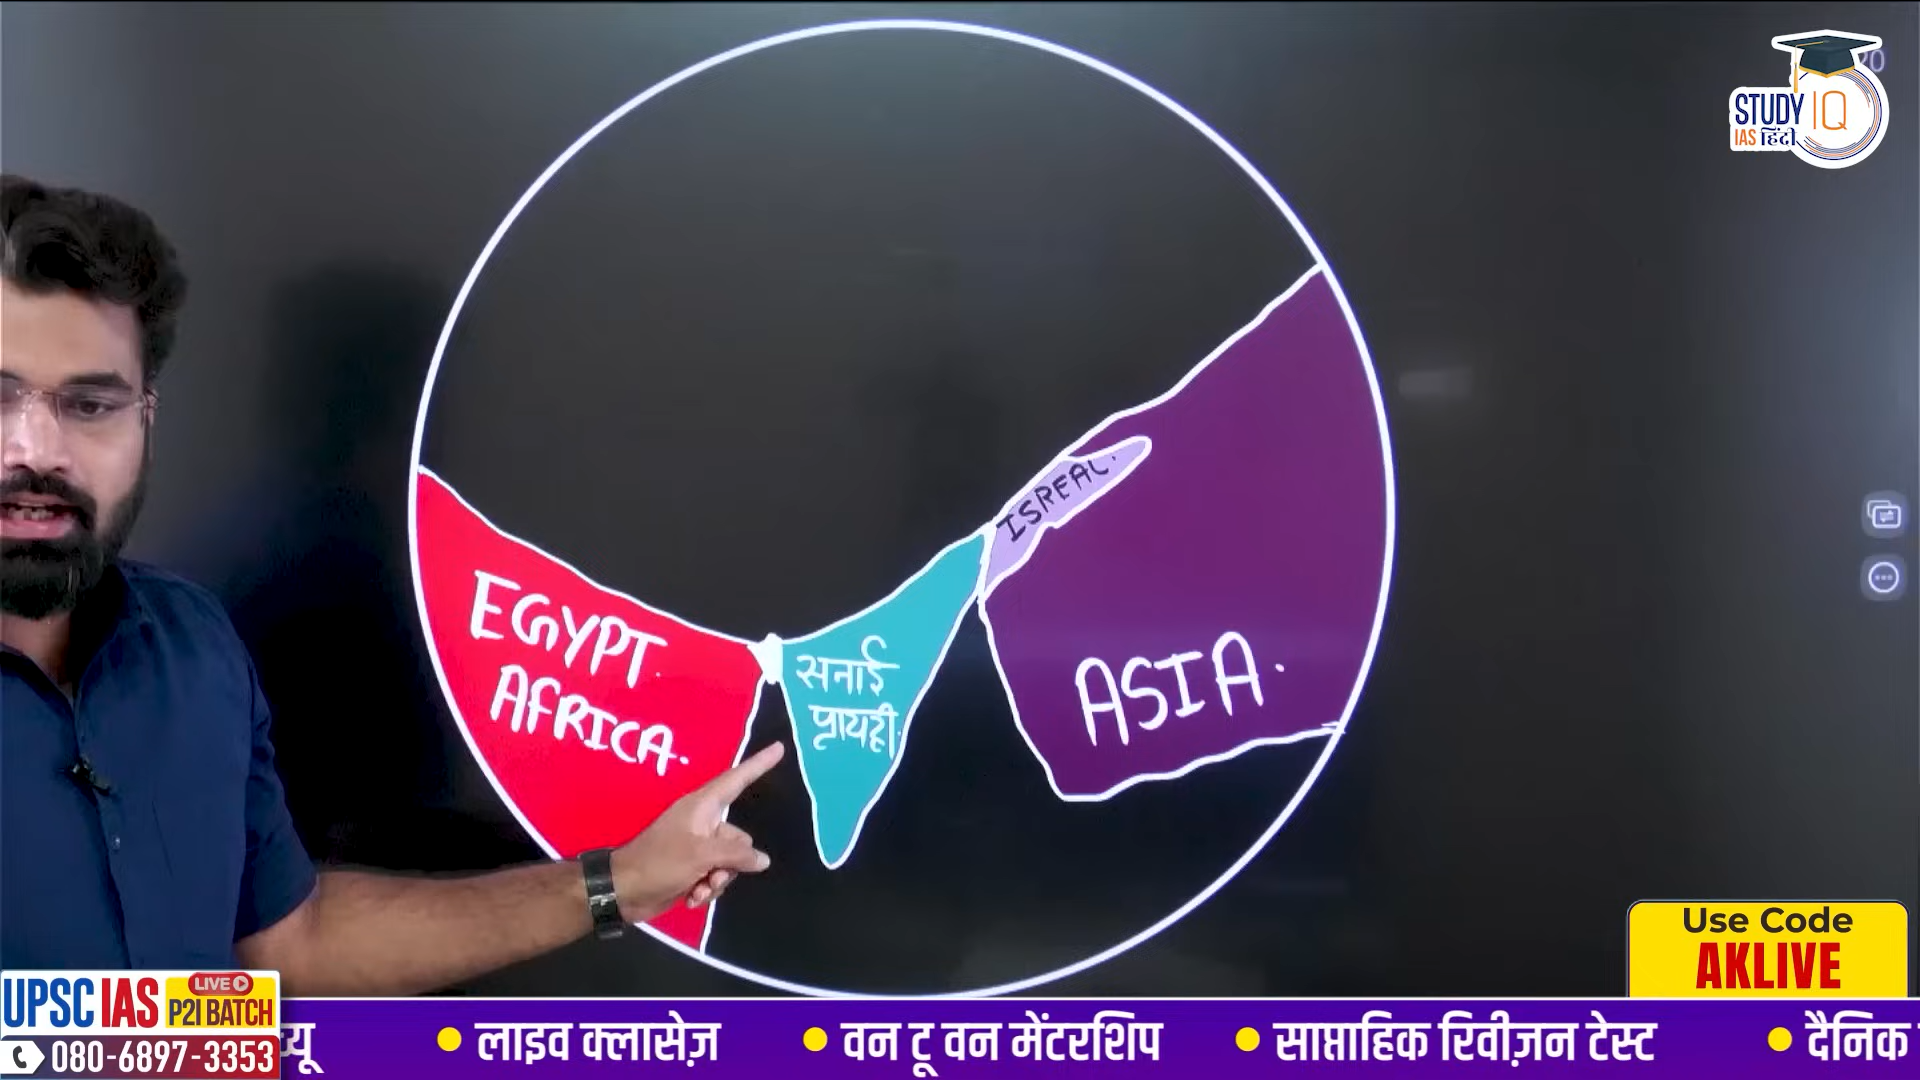 STUDY IQ
IAS हिंदी
ISREAL.
EGYPT.
AFRICA.
सनाई
प्रायद्वी.
ASIA.
Use Code
AKLIVE
UPSC IAS
LIVE
P2I BATCH
080-6897-3353
लाइव क्लासेज़
वन टू वन मेंटरशिप
साप्ताहिक रिवीज़न टेस्ट
दैनिक